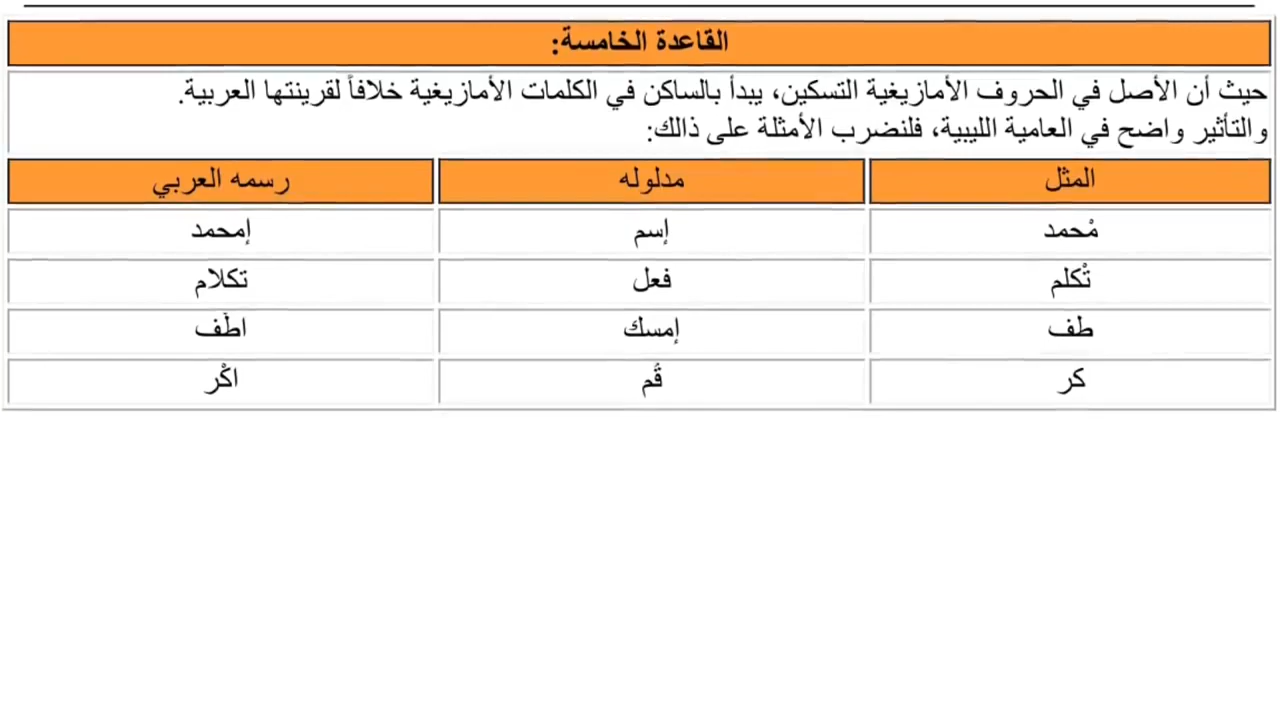 القاعدة الخامسة:
حيث أن الأصل في الحروف الأمازيغية التسكين، يبدأ بالساكن في الكلمات الأمازيغية خلافاً لقرينتها العربية.
والتأثير واضح في العامية الليبية، فلنضرب الأمثلة على ذالك:
المثل مدلوله رسمه العربي
مْحمد إسم إمحمد
تْكلم فعل تكلام
طف إمسك اطّف
كر قُم اكْر